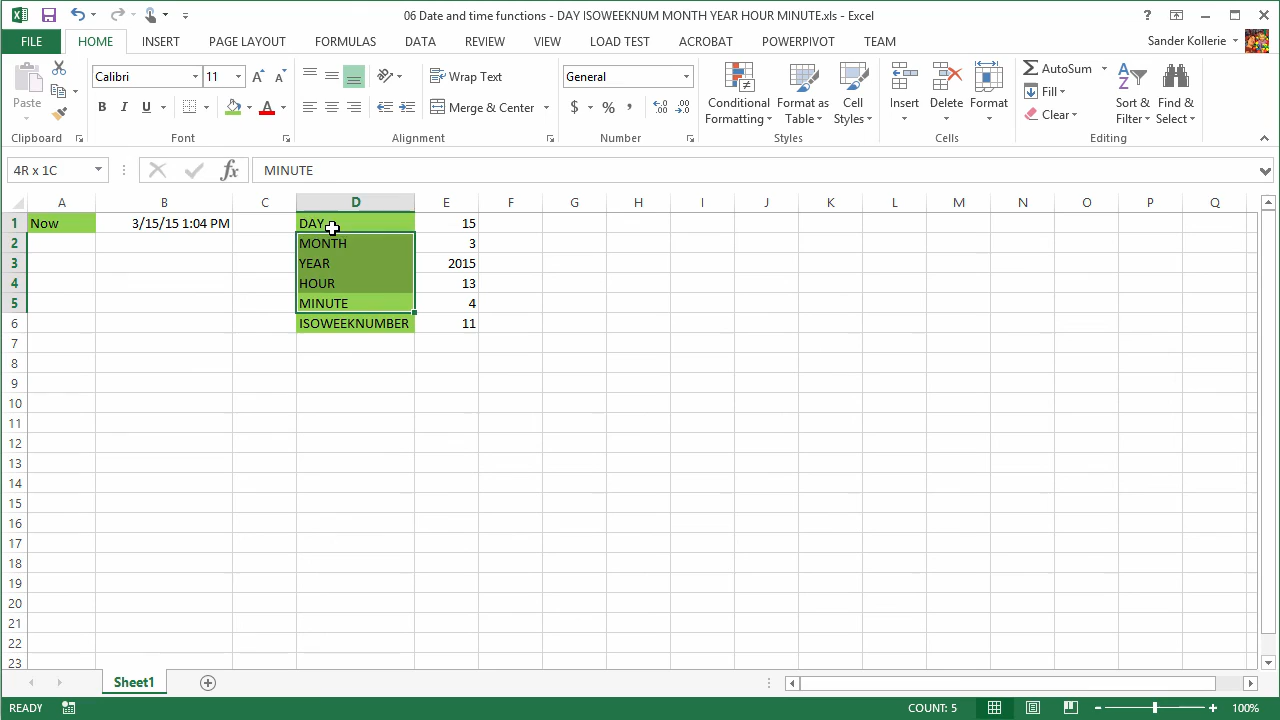 06 Date and time functions - DAY ISOWEEKNUM MONTH YEAR HOUR MINUTE.xls - Excel
FILE HOME INSERT PAGE LAYOUT FORMULAS DATA REVIEW VIEW LOAD TEST ACROBAT POWERPIVOT TEAM Sander Kollerie
Paste
Calibri 11
B I U
Wrap Text
Merge & Center
General
$ % ,
Conditional Formatting
Format as Table
Cell Styles
Insert Delete Format
AutoSum
Fill
Clear
Sort & Filter
Find & Select
Clipboard Font Alignment Number Styles Cells Editing
4R x 1C fx MINUTE
A B C D E F G H I J K L M N O P Q
1 Now 3/15/15 1:04 PM DAY 15
2 MONTH 3
3 YEAR 2015
4 HOUR 13
5 MINUTE 4
6 ISOWEEKNUMBER 11
7
8
9
10
11
12
13
14
15
16
17
18
19
20
21
22
23
Sheet1
READY COUNT: 5 100%